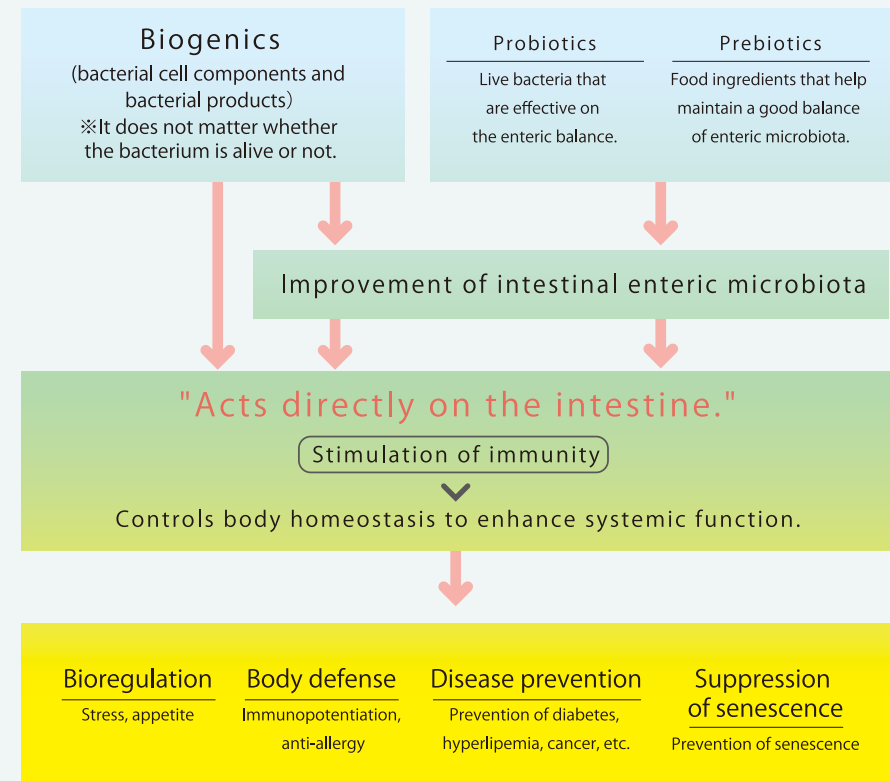 Biogenics
(bacterial cell components and
bacterial products)
※It does not matter whether
the bacterium is alive or not.
Probiotics
Live bacteria that
are effective on
the enteric balance.
Prebiotics
Food ingredients that help
maintain a good balance
of enteric microbiota.
Improvement of intestinal enteric microbiota
"Acts directly on the intestine."
Stimulation of immunity
Controls body homeostasis to enhance systemic function.
Bioregulation
Stress, appetite
Body defense
Immunopotentiation,
anti-allergy
Disease prevention
Prevention of diabetes,
hyperlipemia, cancer, etc.
Suppression
of senescence
Prevention of senescence